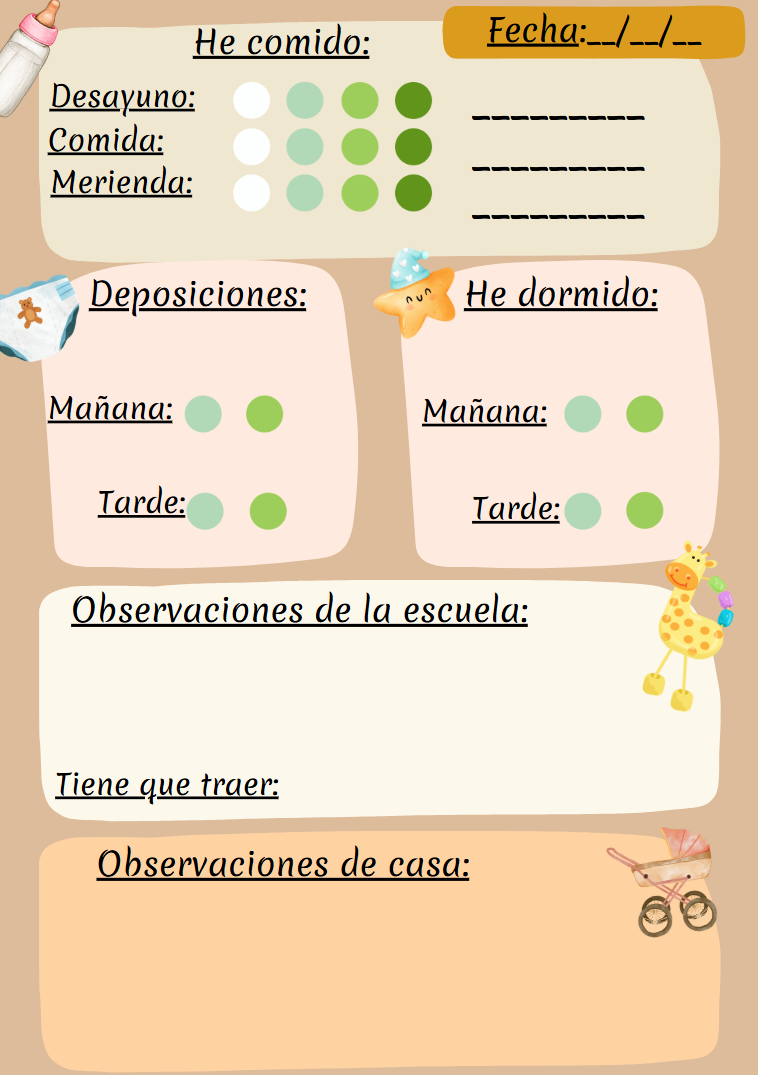 Fecha:__/__/__
He comido:
Desayuno: _________
Comida: _________
Merienda: _________
Deposiciones:
Mañana:
Tarde:
He dormido:
Mañana:
Tarde:
Observaciones de la escuela:
Tiene que traer:
Observaciones de casa: